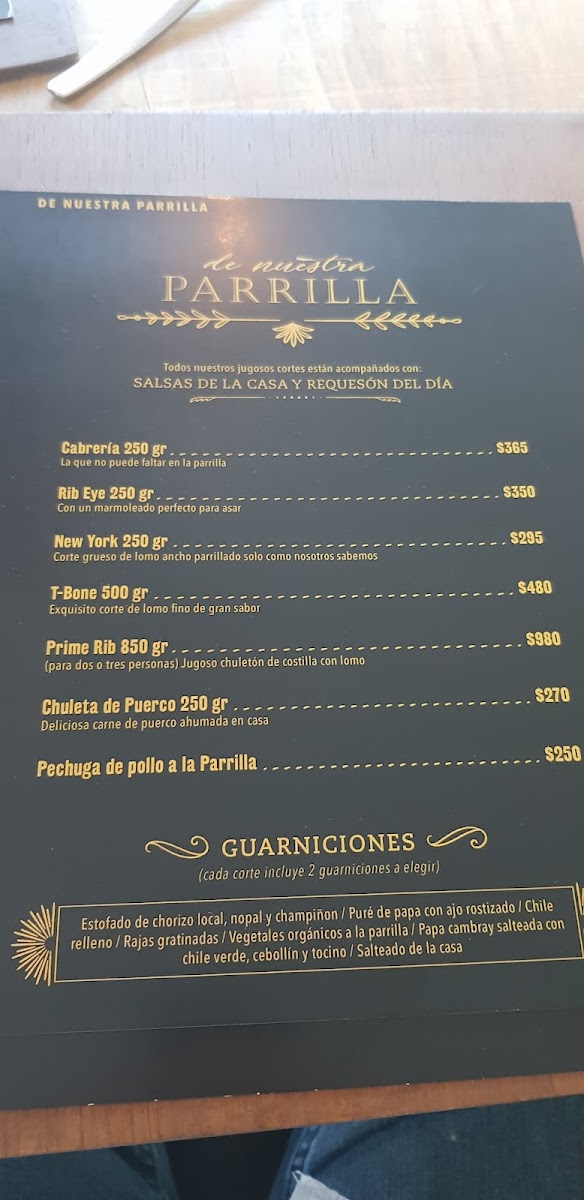 DE NUESTRA PARRILLA
de nuestra
PARRILLA
Todos nuestros jugosos cortes están acompañados con:
SALSAS DE LA CASA Y REQUESÓN DEL DÍA
Cabrería 250 gr $365
La que no puede faltar en la parrilla
Rib Eye 250 gr $350
Con un marmoleado perfecto para asar
New York 250 gr $295
Corte grueso de lomo ancho parrillado solo como nosotros sabemos
T-Bone 500 gr $480
Exquisito corte de lomo fino de gran sabor
Prime Rib 850 gr $980
(para dos o tres personas) Jugoso chuletón de costilla con lomo
Chuleta de Puerco 250 gr $270
Deliciosa carne de puerco ahumada en casa
Pechuga de pollo a la Parrilla $250
GUARNICIONES
(cada corte incluye 2 guarniciones a elegir)
Estofado de chorizo local, nopal y champiñon / Puré de papa con ajo rostizado / Chile
relleno / Rajas gratinadas / Vegetales orgánicos a la parrilla / Papa cambray salteada con
chile verde, cebollín y tocino / Salteado de la casa